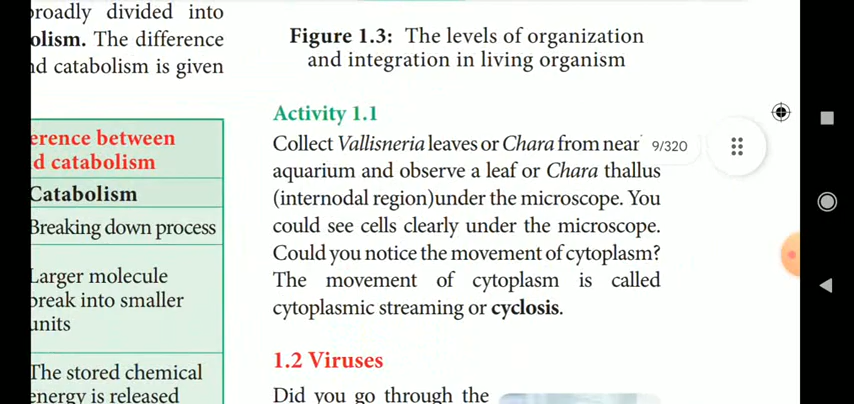 broadly divided into
olism. The difference
nd catabolism is given
erence between
d catabolism
Catabolism
Breaking down process
Larger molecule
break into smaller
units
The stored chemical
energy is released
Figure 1.3: The levels of organization
and integration in living organism
Activity 1.1
Collect Vallisneria leaves or Chara from near
aquarium and observe a leaf or Chara thallus
(internodal region)under the microscope. You
could see cells clearly under the microscope.
Could you notice the movement of cytoplasm?
The movement of cytoplasm is called
cytoplasmic streaming or cyclosis.
1.2 Viruses
Did you go through the
9/320